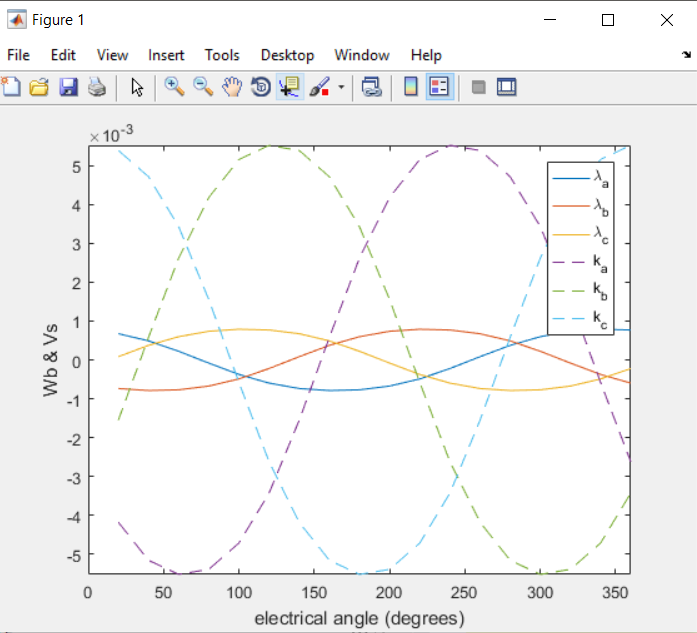 Figure 1
File Edit View Insert Tools Desktop Window Help
×10⁻³
5
4
3
2
1
0
-1
-2
-3
-4
-5
Wb & Vs
0 50 100 150 200 250 300 350
electrical angle (degrees)
λa
λb
λc
ka
kb
kc